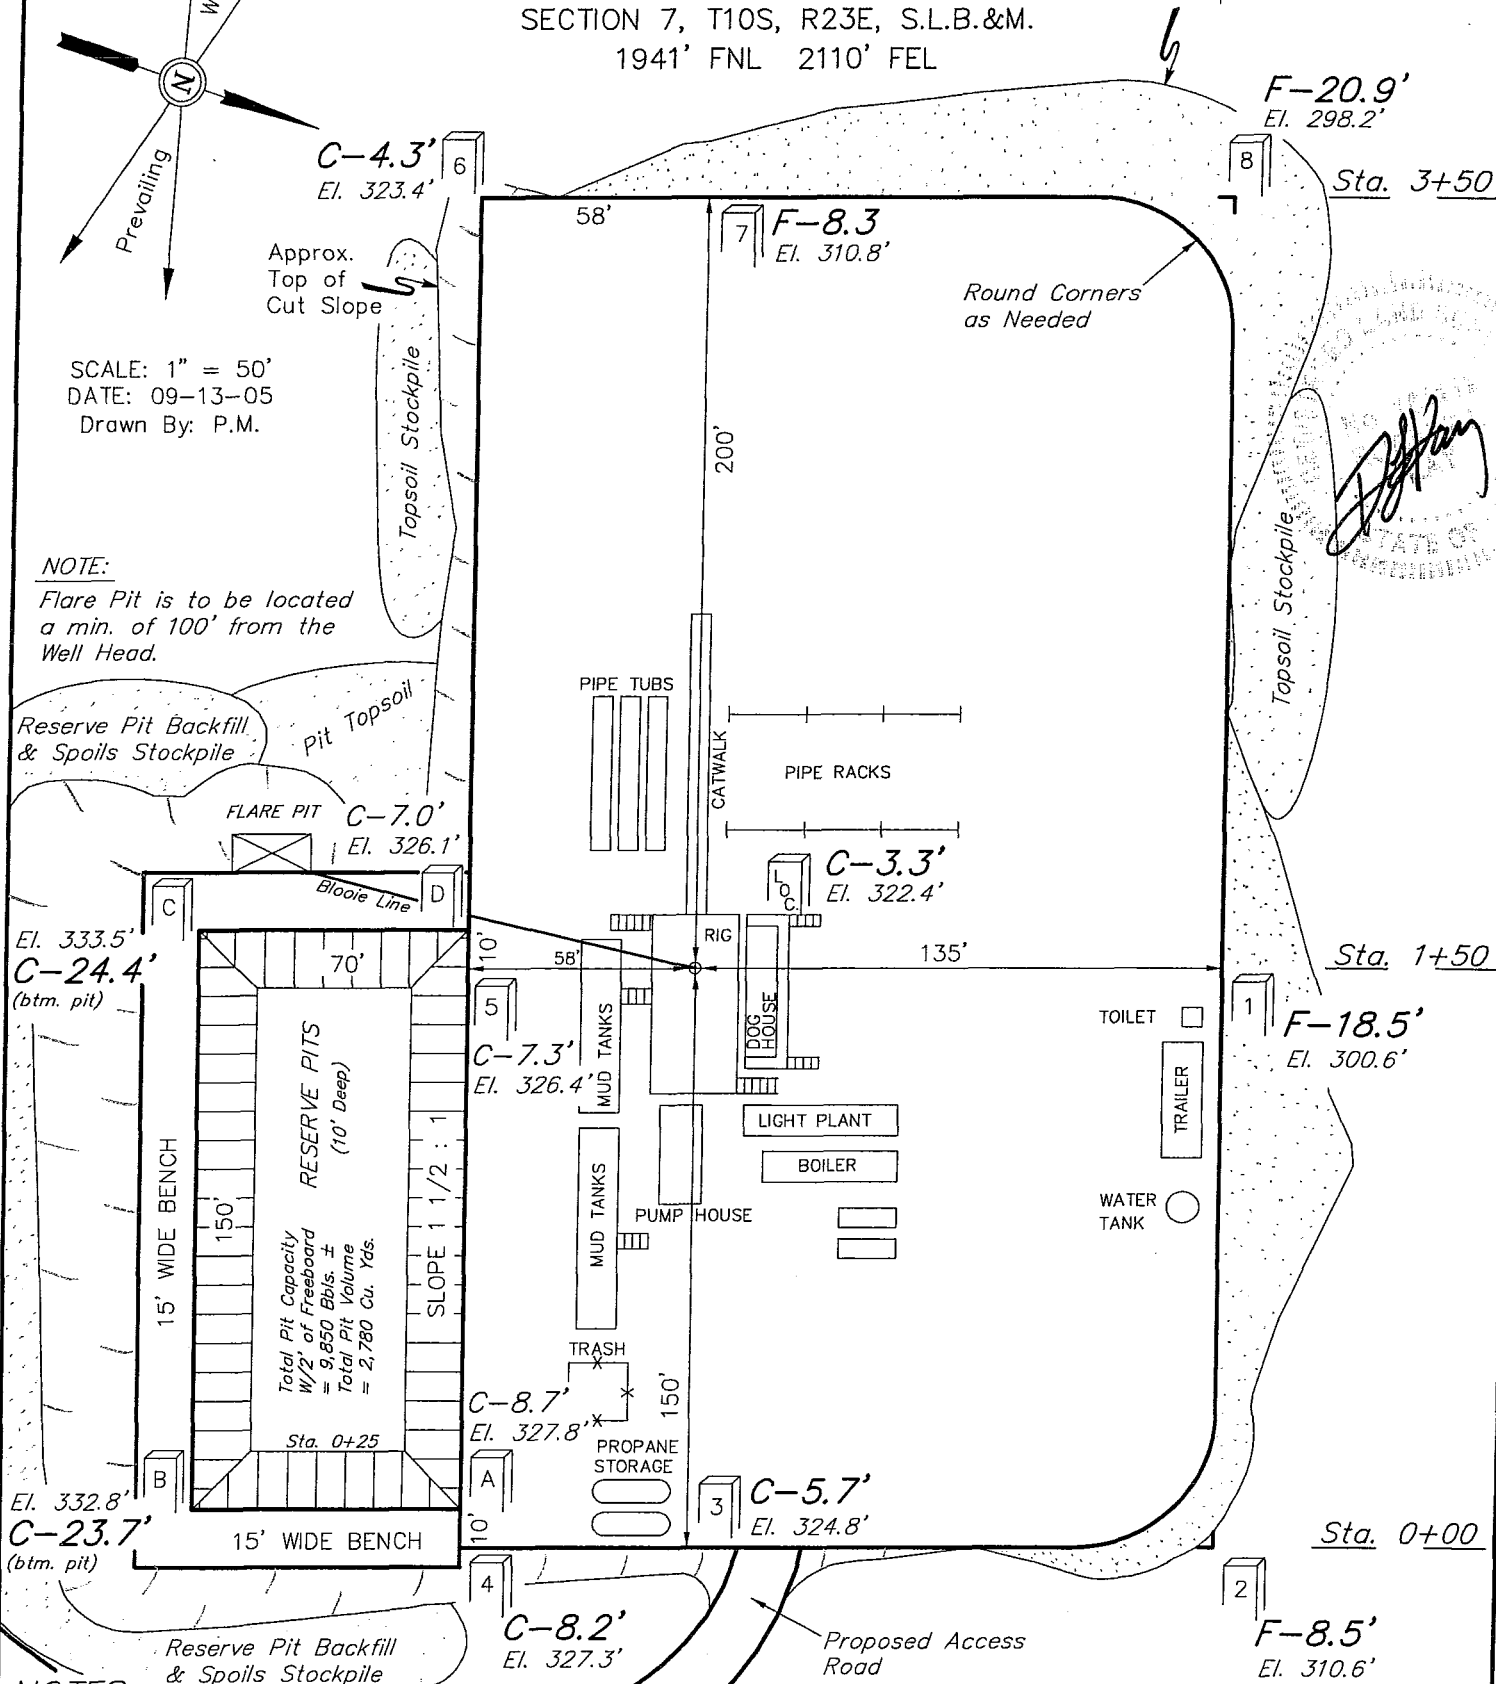 SECTION 7, T10S, R23E, S.L.B.&M.
1941' FNL 2110' FEL
W
N
Prevailing
F-20.9'
El. 298.2'
8
Sta. 3+50
C-4.3'
El. 323.4'
6
58'
7
F-8.3
El. 310.8'
Approx.
Top of
Cut Slope
Round Corners
as Needed
SCALE: 1" = 50'
DATE: 09-13-05
Drawn By: P.M.
Topsoil Stockpile
200'
LAND
STATE OF
Topsoil Stockpile
NOTE:
Flare Pit is to be located
a min. of 100' from the
Well Head.
Reserve Pit Backfill
& Spoils Stockpile
Pit Topsoil
PIPE TUBS
CATWALK
PIPE RACKS
FLARE PIT
C-7.0'
El. 326.1'
Blooie Line
C
D
LOC.
C-3.3'
El. 322.4'
El. 333.5'
C-24.4'
(btm. pit)
70'
10'
58'
RIG
135'
Sta. 1+50
5
C-7.3'
El. 326.4'
MUD TANKS
DOG HOUSE
TOILET
1
F-18.5'
El. 300.6'
TRAILER
RESERVE PITS
(10' Deep)
SLOPE 1 1/2 : 1
LIGHT PLANT
BOILER
PUMP HOUSE
MUD TANKS
WATER
TANK
15' WIDE BENCH
150'
Total Pit Capacity
W/2' of Freeboard
= 9,850 Bbls. ±
Total Pit Volume
= 2,780 Cu. Yds.
TRASH
C-8.7'
El. 327.8'
150'
Sta. 0+25
PROPANE
STORAGE
B
A
El. 332.8'
C-23.7'
(btm. pit)
15' WIDE BENCH
10'
3
C-5.7'
El. 324.8'
Sta. 0+00
4
C-8.2'
El. 327.3'
2
F-8.5'
El. 310.6'
Reserve Pit Backfill
& Spoils Stockpile
Proposed Access
Road